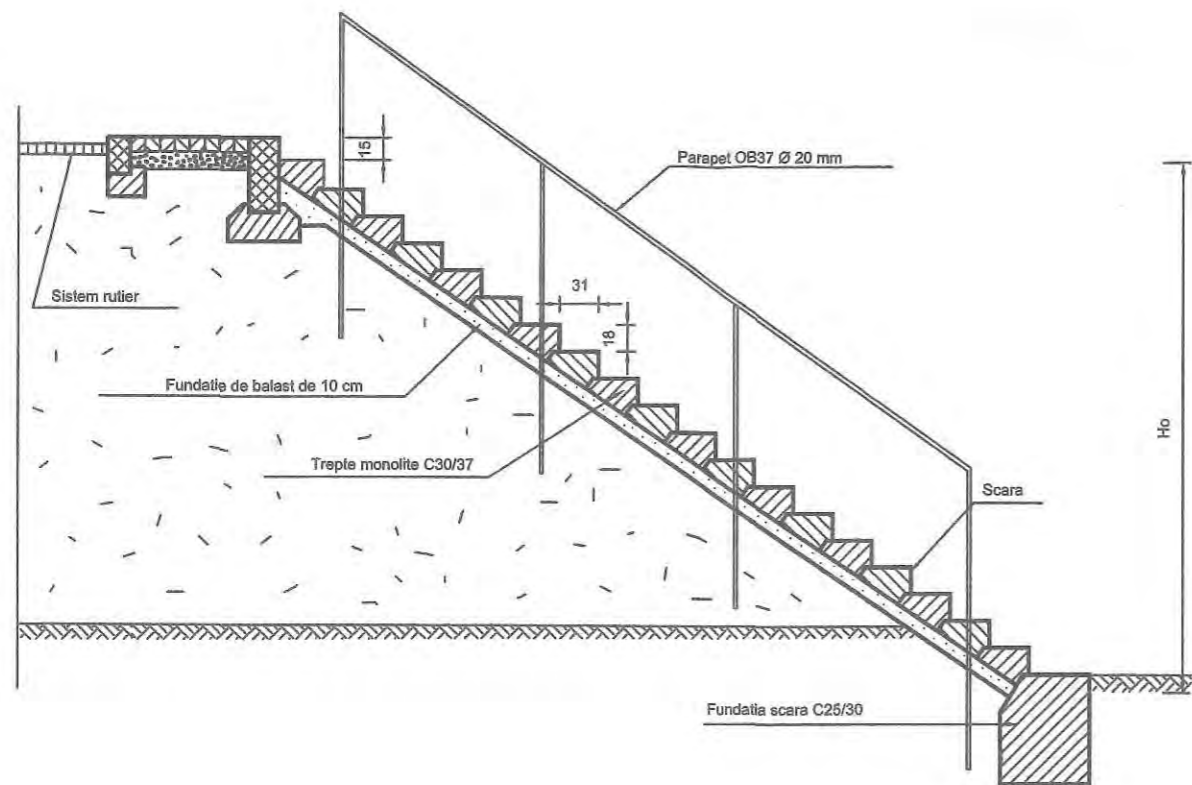 15
Parapet OB37 Ø 20 mm
Sistem rutier
31
18
Fundatie de balast de 10 cm
Ho
Trepte monolite C30/37
Scara
Fundatia scara C25/30